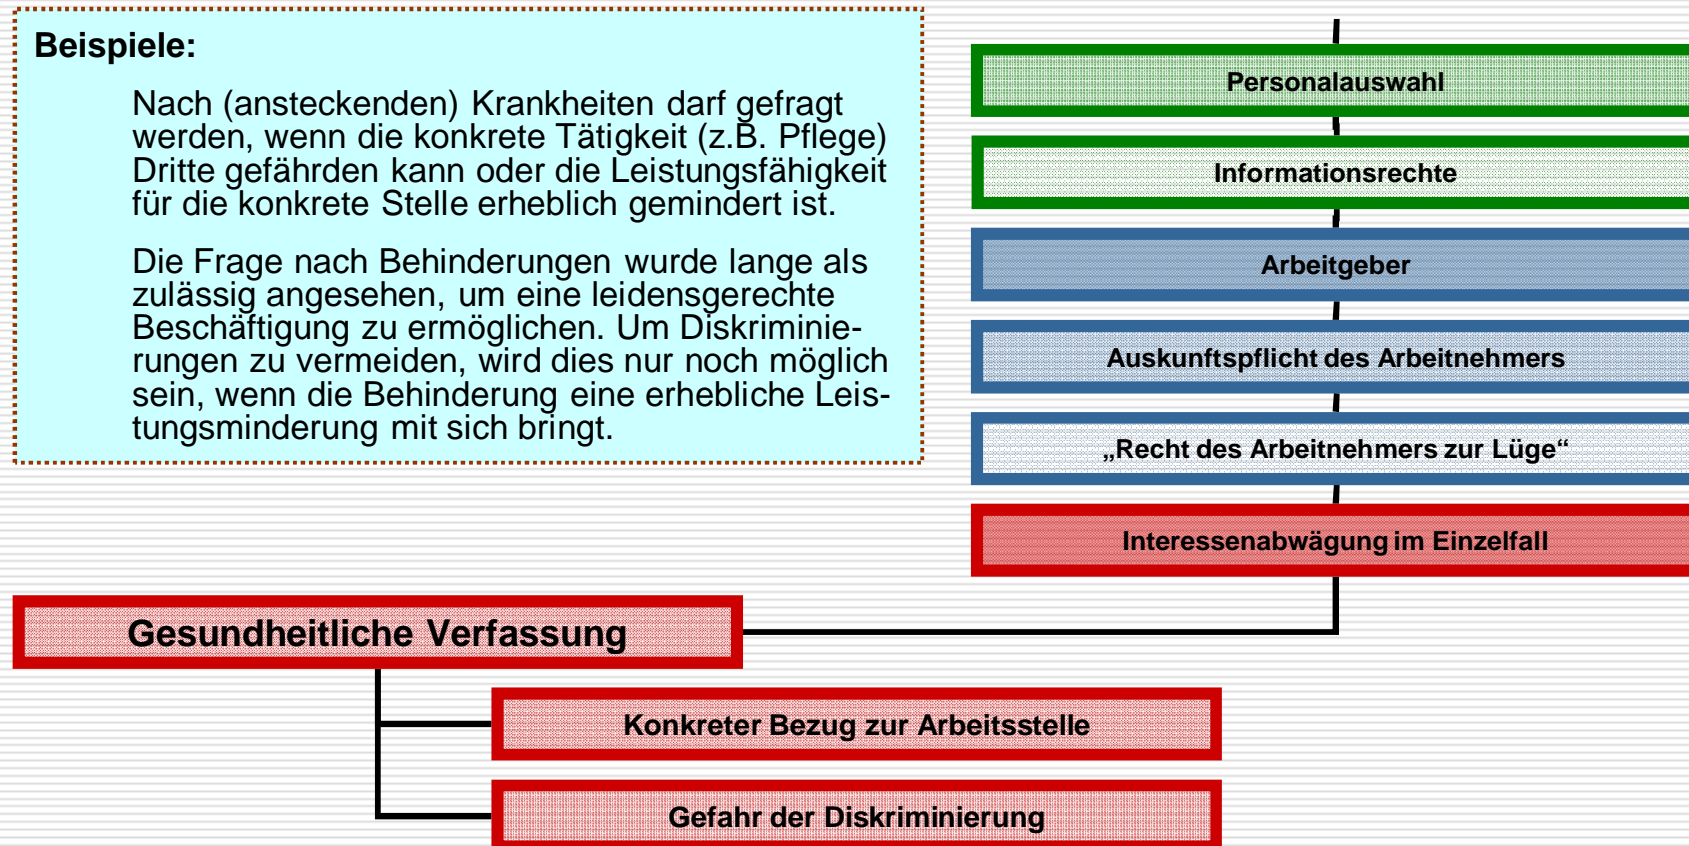 Beispiele:
Nach (ansteckenden) Krankheiten darf gefragt
werden, wenn die konkrete Tätigkeit (z.B. Pflege)
Dritte gefährden kann oder die Leistungsfähigkeit
für die konkrete Stelle erheblich gemindert ist.
Die Frage nach Behinderungen wurde lange als
zulässig angesehen, um eine leidensgerechte
Beschäftigung zu ermöglichen. Um Diskriminie-
rungen zu vermeiden, wird dies nur noch möglich
sein, wenn die Behinderung eine erhebliche Leis-
tungsminderung mit sich bringt.
Personalauswahl
Informationsrechte
Arbeitgeber
Auskunftspflicht des Arbeitnehmers
„Recht des Arbeitnehmers zur Lüge“
Interessenabwägung im Einzelfall
Gesundheitliche Verfassung
Konkreter Bezug zur Arbeitsstelle
Gefahr der Diskriminierung